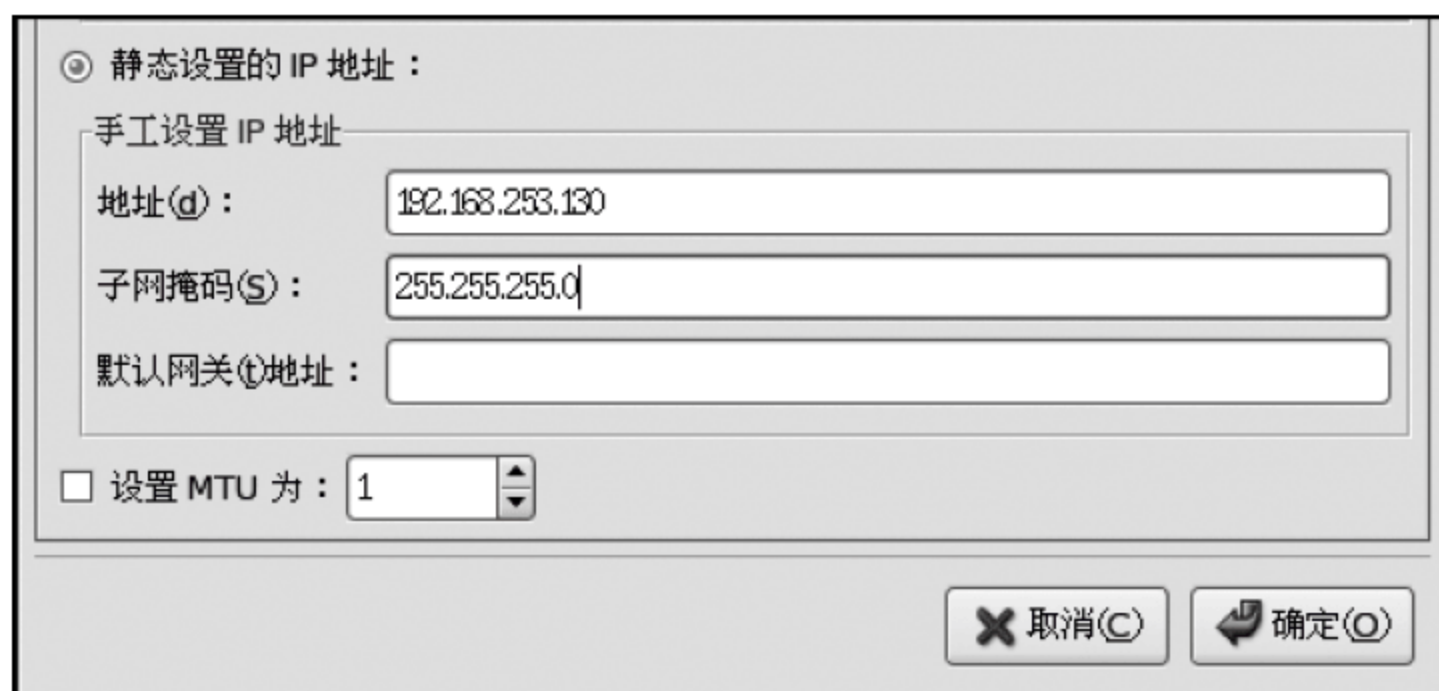 静态设置的 IP 地址：
手工设置 IP 地址
地址(d)： 192.168.253.130
子网掩码(S)： 255.255.255.0
默认网关(t)地址：
设置 MTU 为： 1
取消(C) 确定(O)